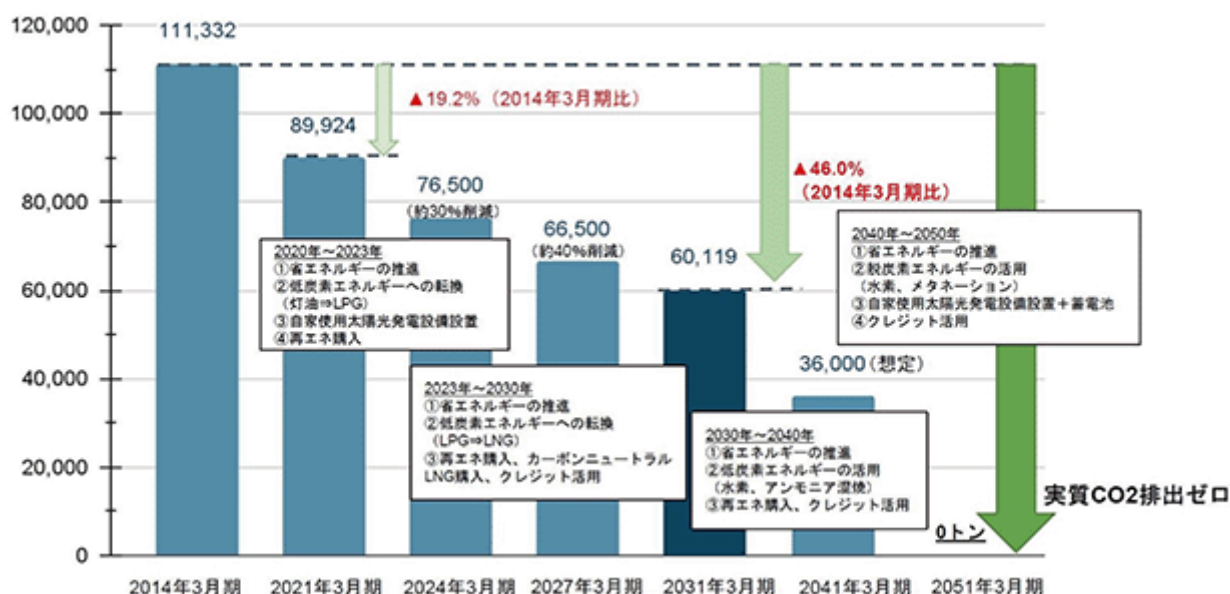 120,000
100,000
80,000
60,000
40,000
20,000
0
111,332
▲19.2%（2014年3月期比）
89,924
76,500
（約30％削減）
66,500
（約40％削減）
60,119
▲46.0%
（2014年3月期比）
36,000（想定）
2020年～2023年
①省エネルギーの推進
②低炭素エネルギーへの転換
（灯油⇒LPG）
③自家使用太陽光発電設備設置
④再エネ購入
2023年～2030年
①省エネルギーの推進
②低炭素エネルギーへの転換
（LPG⇒LNG）
③再エネ購入、カーボンニュートラル
LNG購入、クレジット活用
2030年～2040年
①省エネルギーの推進
②低炭素エネルギーの活用
（水素、アンモニア混焼）
③再エネ購入、クレジット活用
2040年～2050年
①省エネルギーの推進
②脱炭素エネルギーの活用
（水素、メタネーション）
③自家使用太陽光発電設備設置＋蓄電池
④クレジット活用
0トン
実質CO2排出ゼロ
2014年3月期
2021年3月期
2024年3月期
2027年3月期
2031年3月期
2041年3月期
2051年3月期